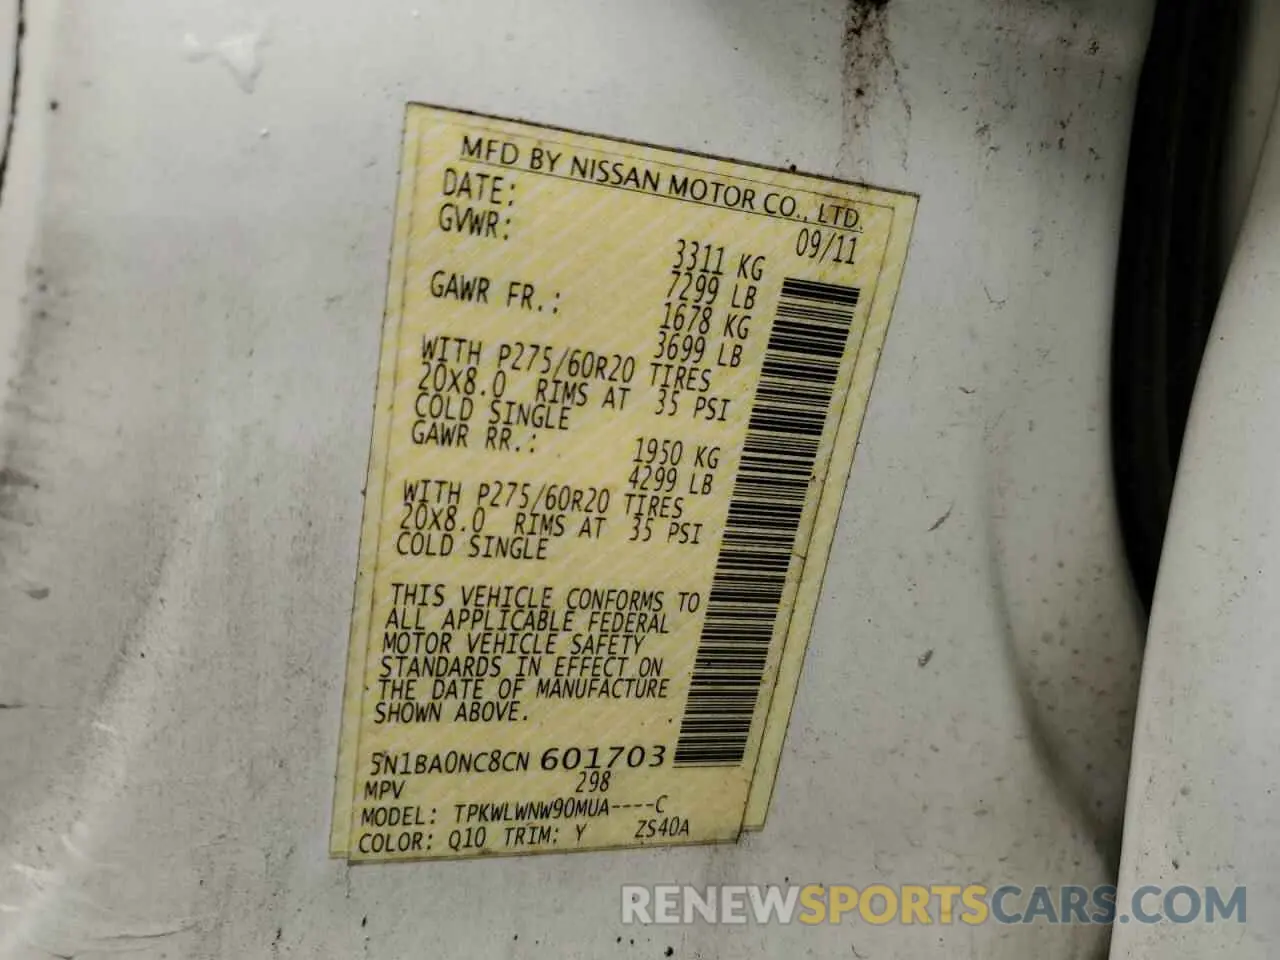 MFD BY NISSAN MOTOR CO., LTD.
DATE: 09/11
GVWR: 3311 KG
7299 LB
GAWR FR.: 1678 KG
3699 LB
WITH P275/60R20 TIRES
20X8.0 RIMS AT 35 PSI
COLD SINGLE
GAWR RR.: 1950 KG
4299 LB
WITH P275/60R20 TIRES
20X8.0 RIMS AT 35 PSI
COLD SINGLE
THIS VEHICLE CONFORMS TO
ALL APPLICABLE FEDERAL
MOTOR VEHICLE SAFETY
STANDARDS IN EFFECT ON
THE DATE OF MANUFACTURE
SHOWN ABOVE.
5N1BA0NC8CN 601703
MPV 298
MODEL: TPKWLWNW90MUA----C
COLOR: Q10 TRIM: Y ZS40A
RENEWSPORTSCARS.COM